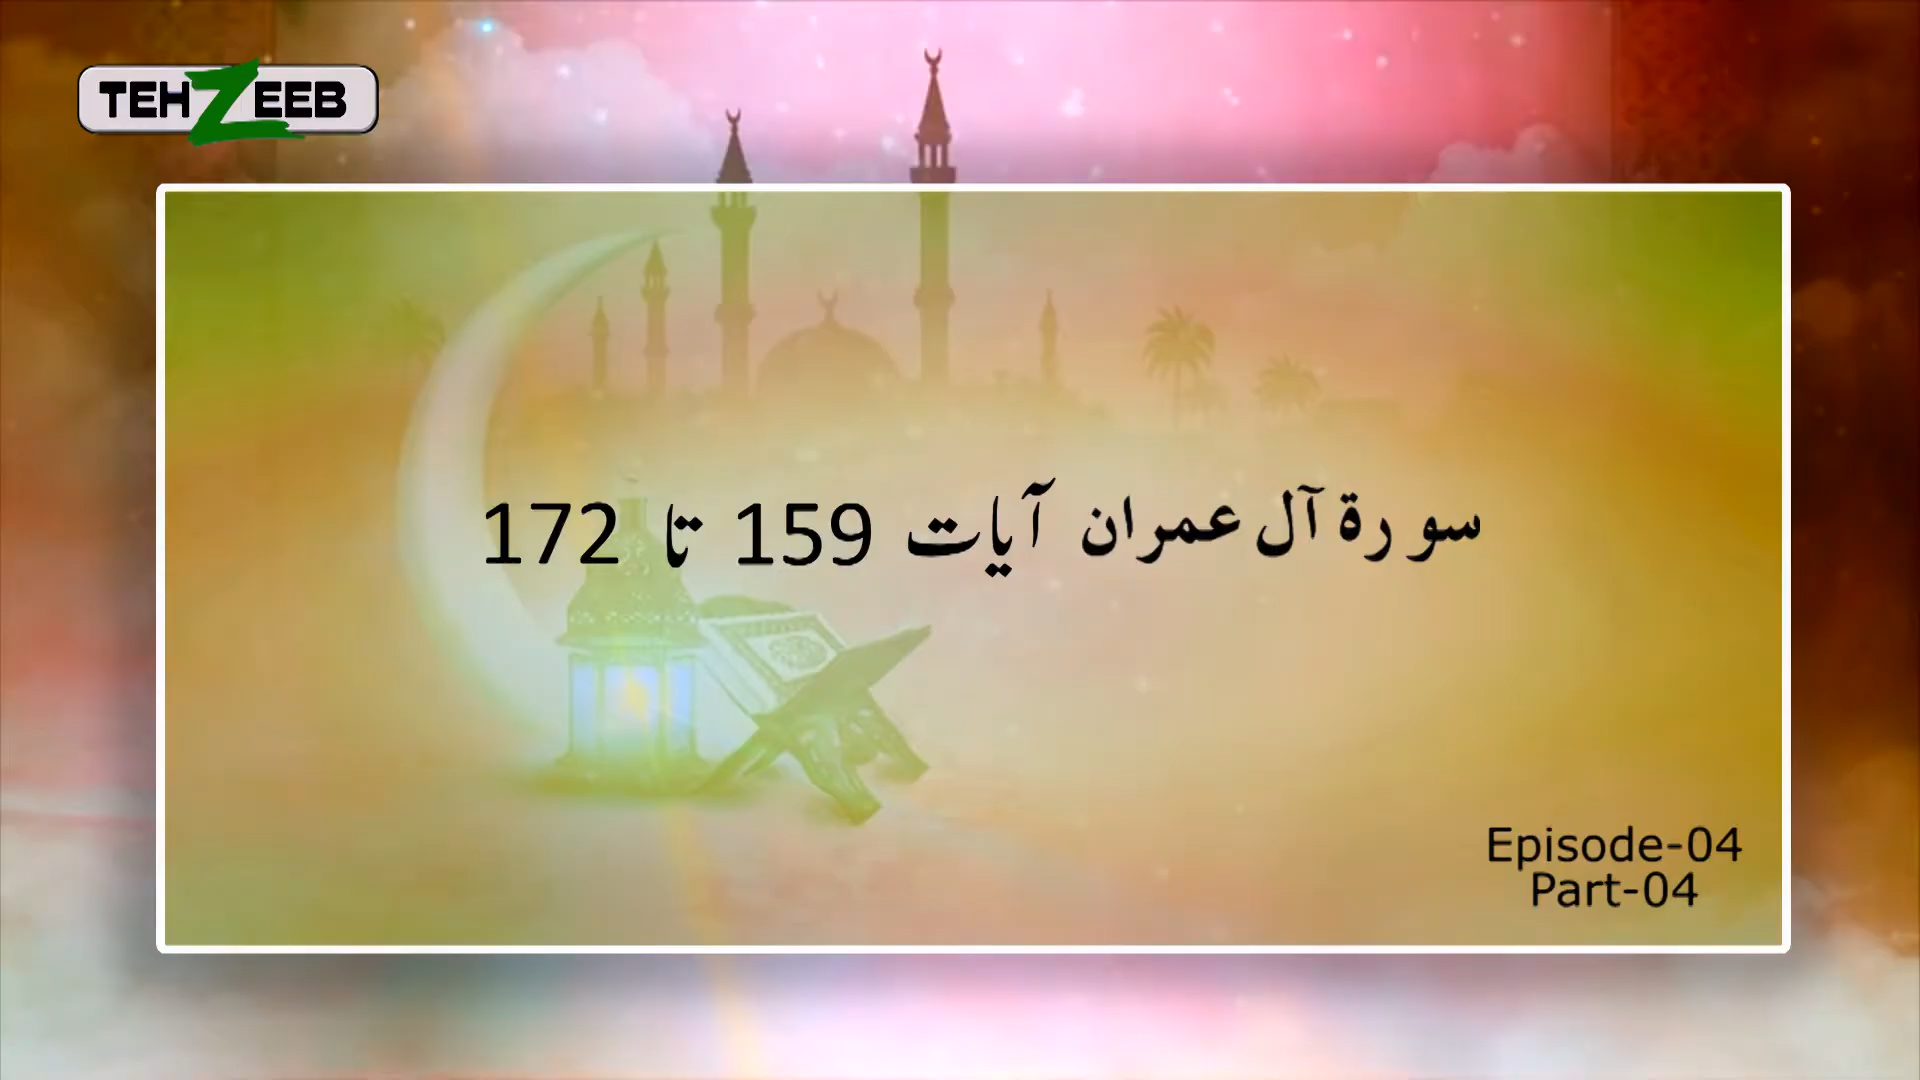 TEHZEEB
سورة آل عمران آیات 159 تا 172
Episode-04
Part-04